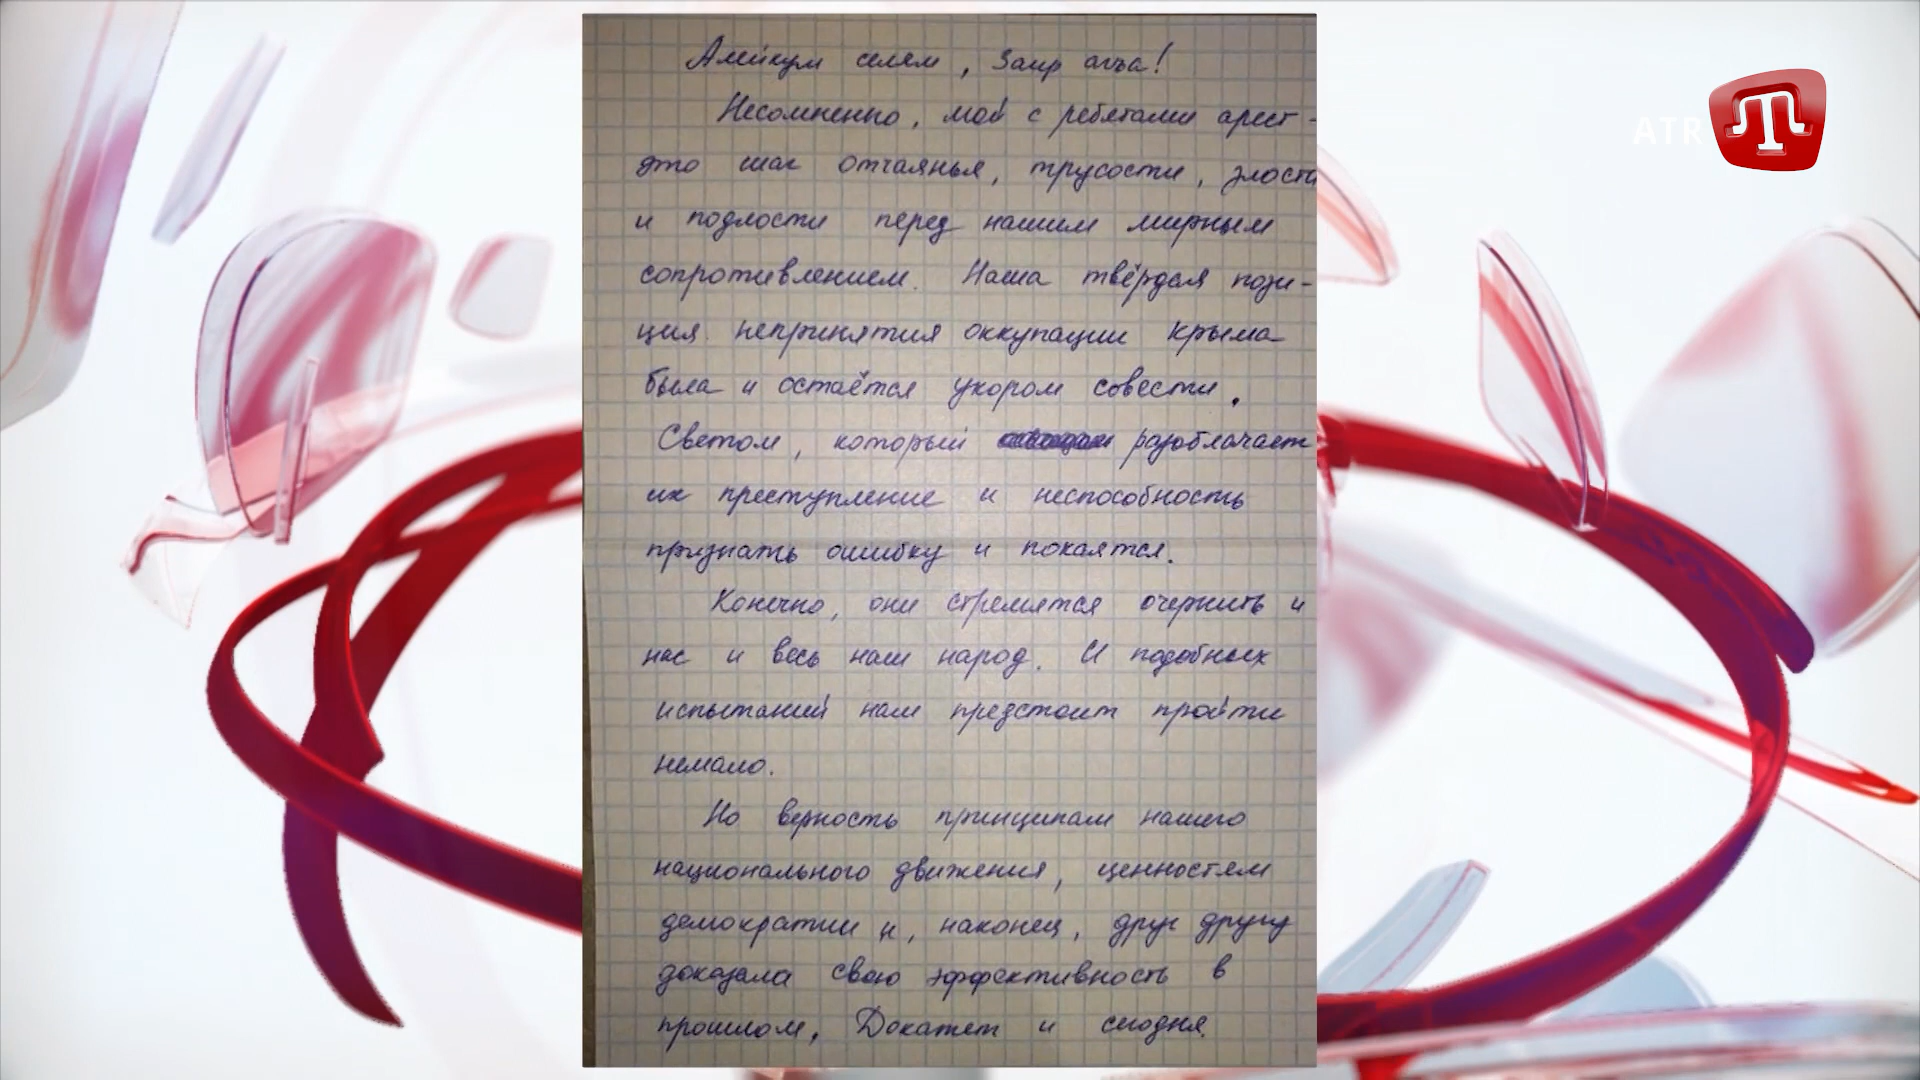 Алейкум селям, Заир агъа!
Несомненно, мой с ребятами арест -
это шаг отчаянья, трусости, злости
и подлости перед нашим мирным
сопротивлением. Наша твёрдая пози-
ция непринятия оккупации Крыма
была и остаётся укором совести.
Светом, который разоблачает
их преступление и неспособность
признать ошибку и покаятся.
Конечно, они стремятся очернить и
нас и весь наш народ. И подобных
испытаний нам предстоит пройти
немало.
Но верность принципам нашего
национального движения, ценностям
демократии и, наконец, друг другу
доказала свою эффективность в
прошлом. Докажет и сегодня.
ATR